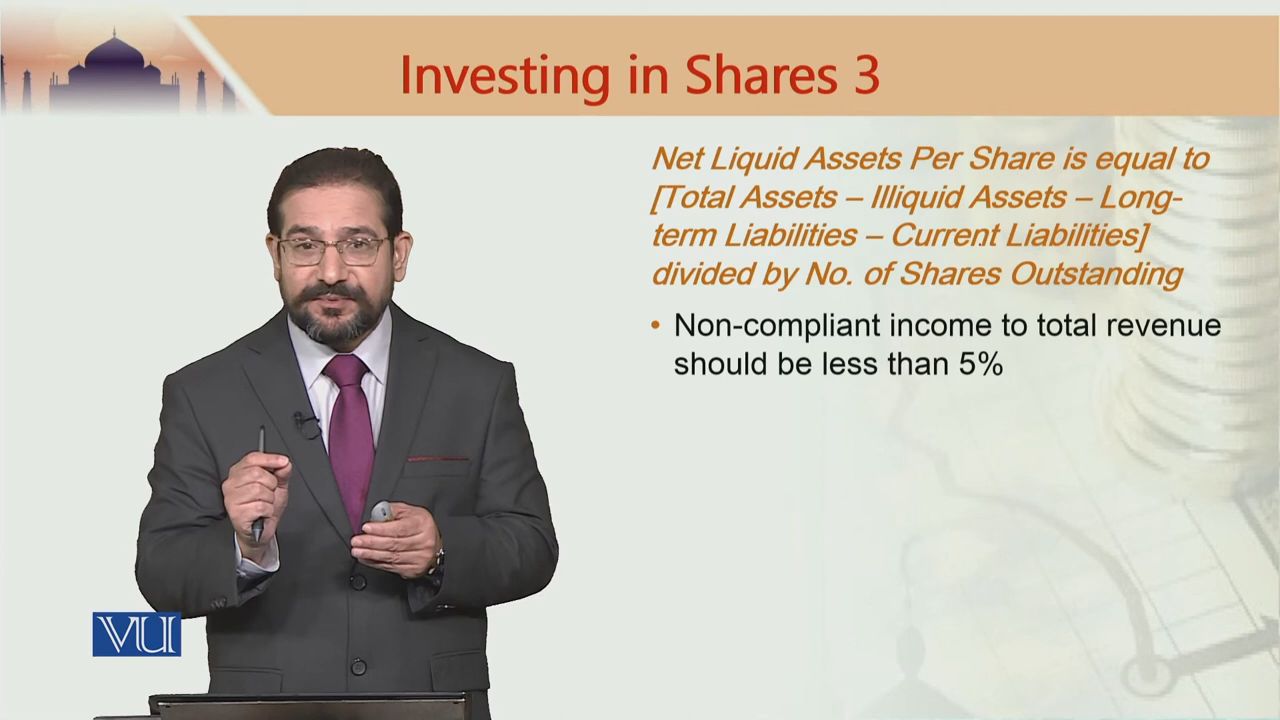 Investing in Shares 3
Net Liquid Assets Per Share is equal to
[Total Assets – Illiquid Assets – Long-
term Liabilities – Current Liabilities]
divided by No. of Shares Outstanding
• Non-compliant income to total revenue
should be less than 5%
VU